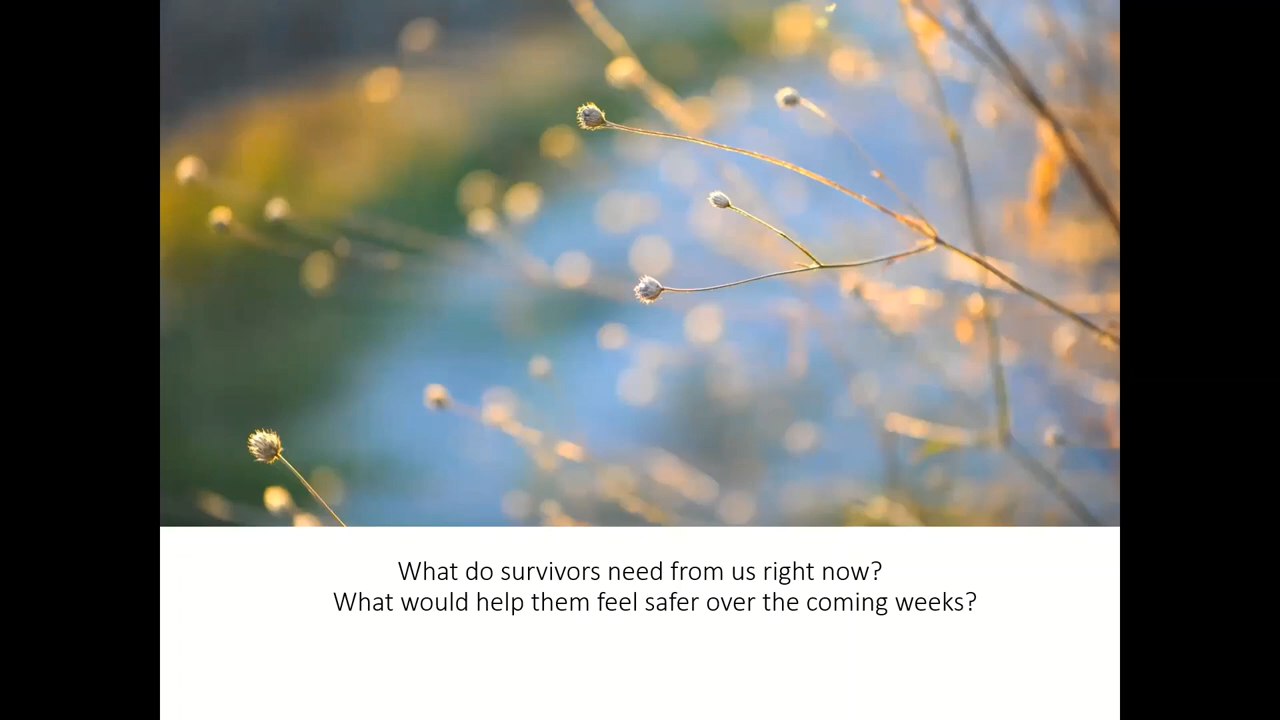 What do survivors need from us right now?
What would help them feel safer over the coming weeks?